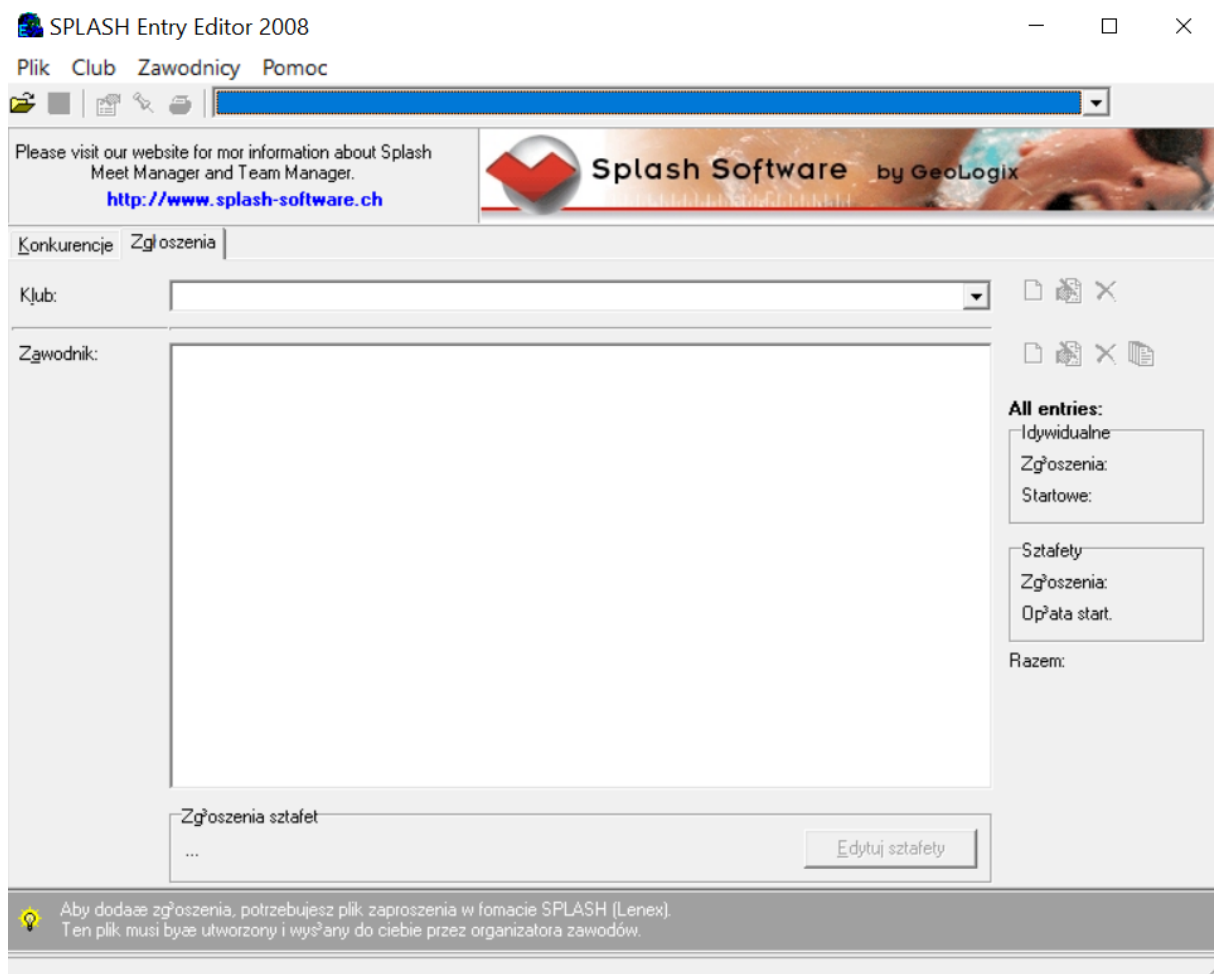 SPLASH Entry Editor 2008
Plik Club Zawodnicy Pomoc
Please visit our website for mor information about Splash
Meet Manager and Team Manager.
http://www.splash-software.ch
Splash Software by GeoLogix
Konkurencje Zgłoszenia
Klub:
Zawodnik:
All entries:
Idywidualne
Zg³oszenia:
Startowe:
Sztafety
Zg³oszenia:
Op³ata start.
Razem:
Zg³oszenia sztafet
...
Edytuj sztafety
Aby dodaæ zg³oszenia, potrzebujesz plik zaproszenia w fomacie SPLASH (Lenex).
Ten plik musi byæ utworzony i wys³any do ciebie przez organizatora zawodów.